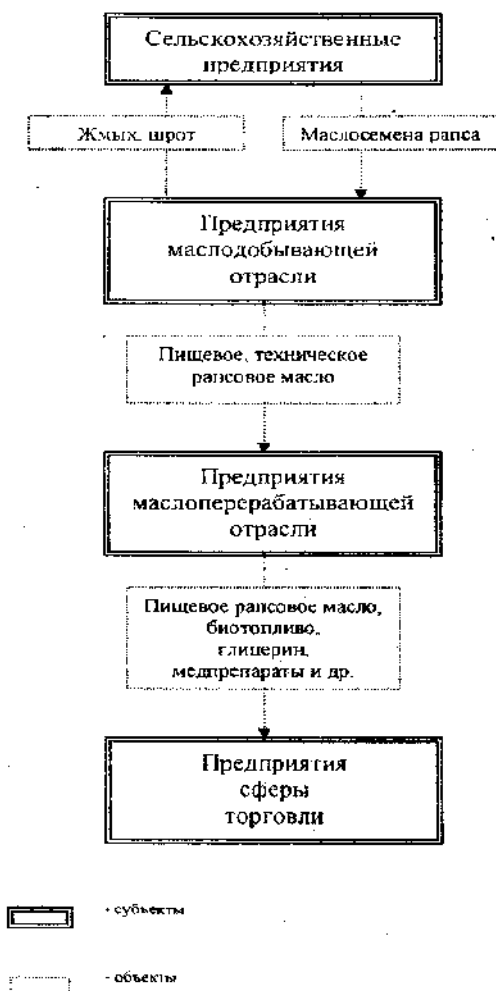 Сельскохозяйственные
предприятия
Жмых, шрот
Маслосемена рапса
Предприятия
маслодобывающей
отрасли
Пищевое, техническое
рапсовое масло
Предприятия
маслоперерабатывающей
отрасли
Пищевое рапсовое масло,
биотопливо,
глицерин,
медпрепараты и др.
Предприятия
сферы
торговли
- субъекты
- объекты